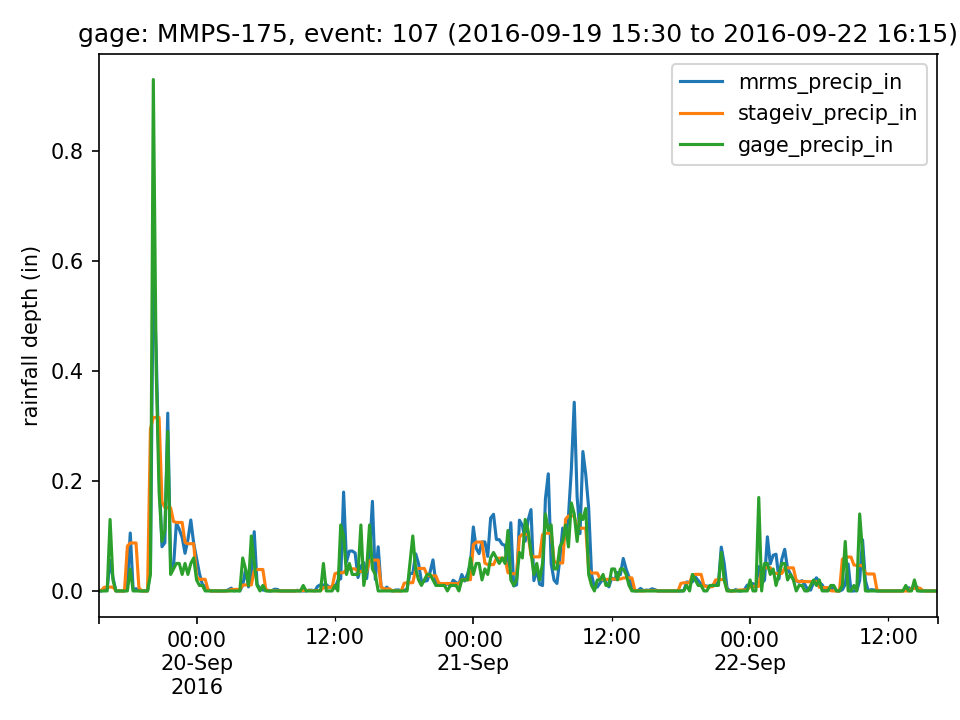 gage: MMPS-175, event: 107 (2016-09-19 15:30 to 2016-09-22 16:15)
mrms_precip_in
stageiv_precip_in
gage_precip_in
rainfall depth (in)
0.8
0.6
0.4
0.2
0.0
00:00 12:00 00:00 12:00 00:00 12:00
20-Sep 21-Sep 22-Sep
2016